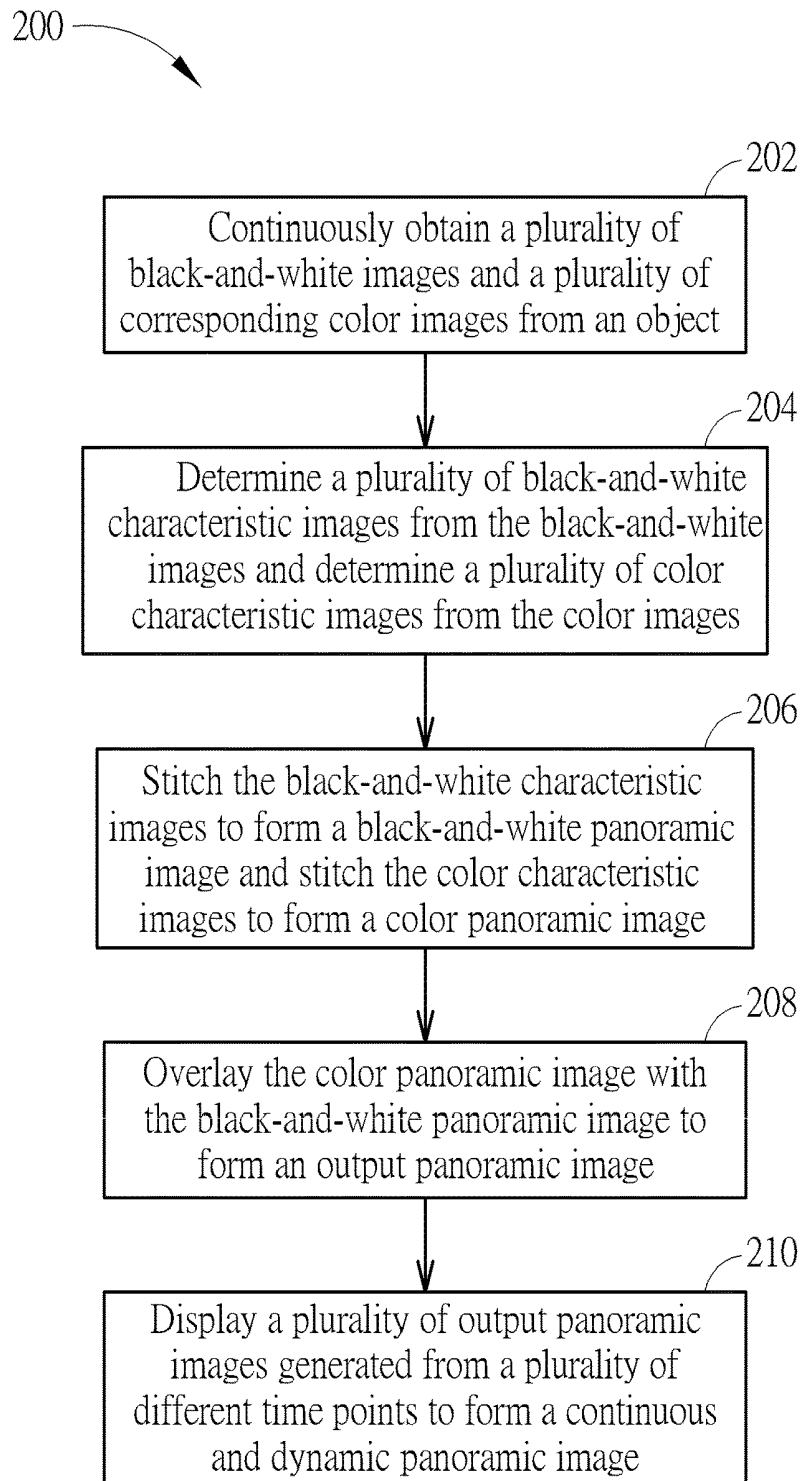 200
202
Continuously obtain a plurality of
black-and-white images and a plurality of
corresponding color images from an object
204
Determine a plurality of black-and-white
characteristic images from the black-and-white
images and determine a plurality of color
characteristic images from the color images
206
Stitch the black-and-white characteristic
images to form a black-and-white panoramic
image and stitch the color characteristic
images to form a color panoramic image
208
Overlay the color panoramic image with
the black-and-white panoramic image to
form an output panoramic image
210
Display a plurality of output panoramic
images generated from a plurality of
different time points to form a continuous
and dynamic panoramic image